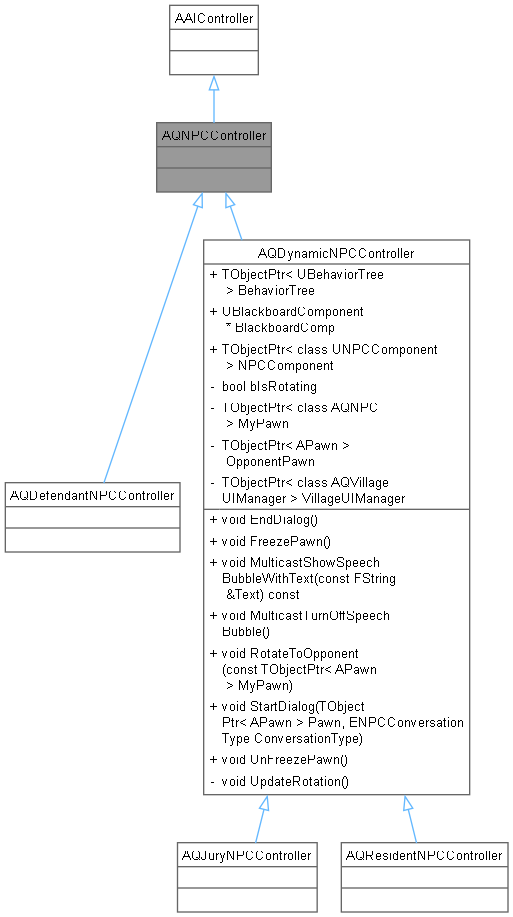 AAIController
AQNPCController
AQDynamicNPCController
+ TObjectPtr< UBehaviorTree
> BehaviorTree
+ UBlackboardComponent
* BlackboardComp
+ TObjectPtr< class UNPCComponent
> NPCComponent
- bool bIsRotating
- TObjectPtr< class AQNPC
> MyPawn
- TObjectPtr< APawn >
OpponentPawn
- TObjectPtr< class AQVillage
UIManager > VillageUIManager
+ void EndDialog()
+ void FreezePawn()
+ void MulticastShowSpeech
BubbleWithText(const FString
&Text) const
+ void MulticastTurnOffSpeech
Bubble()
+ void RotateToOpponent
(const TObjectPtr< APawn
> MyPawn)
+ void StartDialog(TObject
Ptr< APawn > Pawn, ENPCConversation
Type ConversationType)
+ void UnFreezePawn()
- void UpdateRotation()
AQDefendantNPCController
AQJuryNPCController
AQResidentNPCController